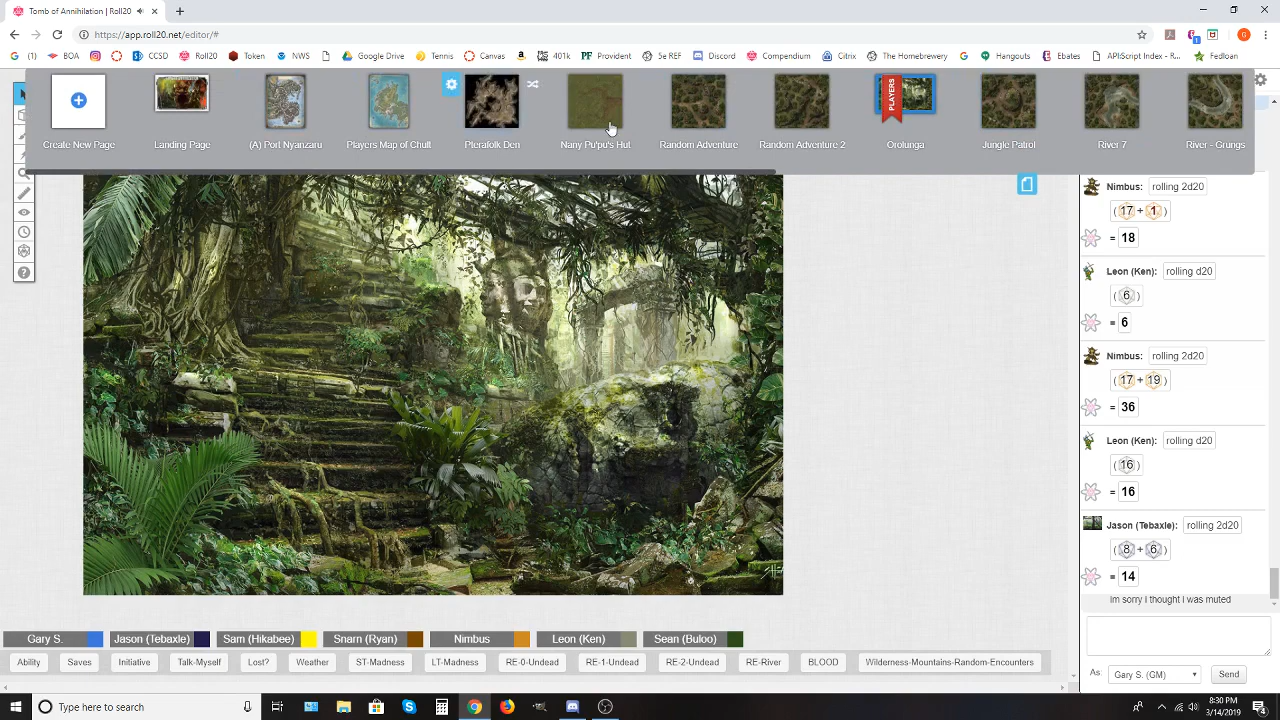 Tomb of Annihilation | Roll20
https://app.roll20.net/editor/#
G (1)
BOA
CCSD
Roll20
Token
NWS
Google Drive
Tennis
Canvas
401k
PF Provident
5e REF
Discord
Compendium
Citrix
The Homebrewery
G
Hangouts
Ebates
APIScript Index - R...
Fedloan
PLAYERS
Create New Page
Landing Page
(A) Port Nyanzaru
Players Map of Chult
Pterafolk Den
Nany Pu'pu's Hut
Random Adventure
Random Adventure 2
Orolunga
Jungle Patrol
River 7
River - Grungs
Nimbus: rolling 2d20
(17 + 1)
= 18
Leon (Ken): rolling d20
(6)
= 6
Nimbus: rolling 2d20
(17 + 19)
= 36
Leon (Ken): rolling d20
(16)
= 16
Jason (Tebaxle): rolling 2d20
(8 + 6)
= 14
Im sorry I thought I was muted
Gary S.
Jason (Tebaxle)
Sam (Hikabee)
Snarn (Ryan)
Nimbus
Leon (Ken)
Sean (Buloo)
Ability
Saves
Initiative
Talk-Myself
Lost?
Weather
ST-Madness
LT-Madness
RE-0-Undead
RE-1-Undead
RE-2-Undead
RE-River
BLOOD
Wilderness-Mountains-Random-Encounters
As: Gary S. (GM)
Send
Type here to search
8:30 PM
3/14/2019